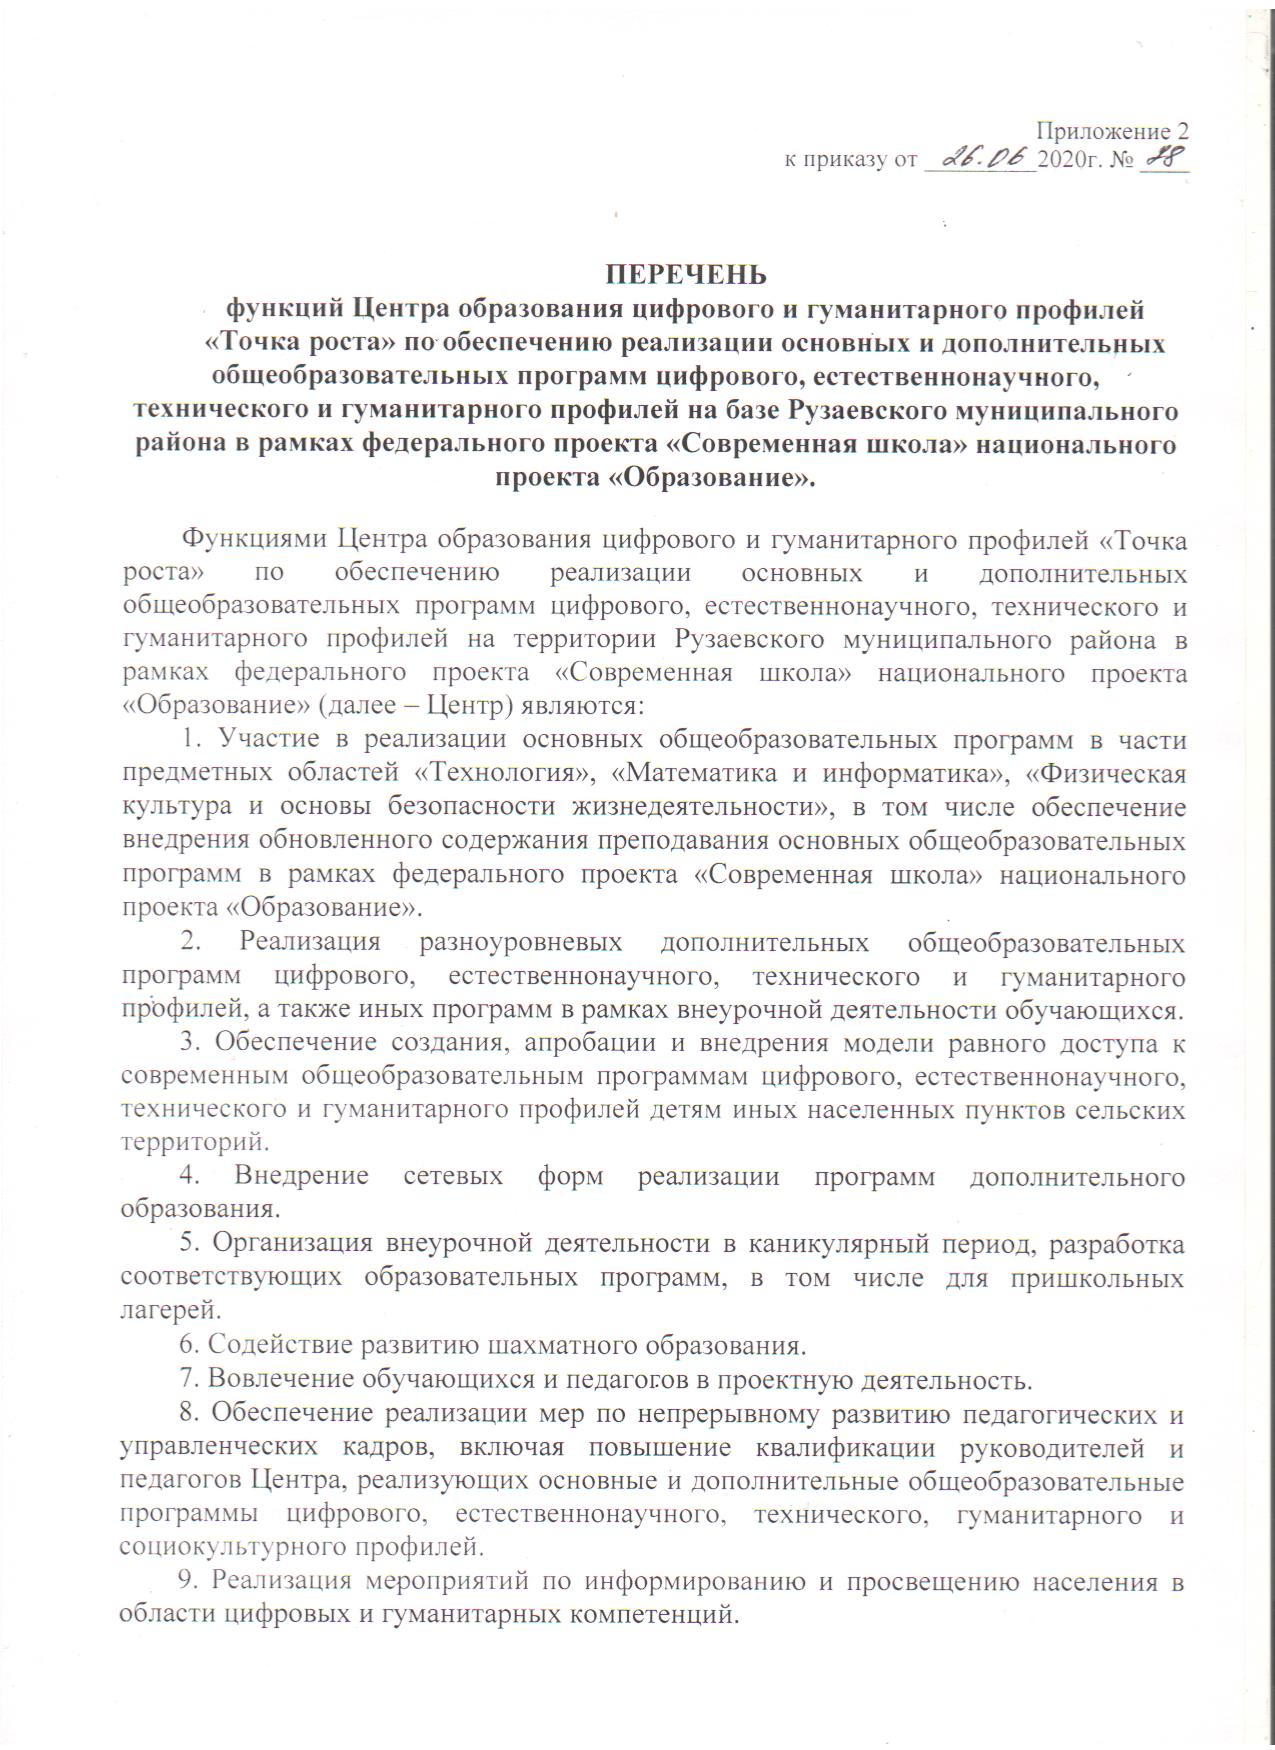 Приложение 2
к приказу от 26.06 2020г. №
ПЕРЕЧЕНЬ
функций Центра образования цифрового и гуманитарного профилей
«Точка роста» по обеспечению реализации основных и дополнительных
общеобразовательных программ цифрового, естественнонаучного,
технического и гуманитарного профилей на базе Рузаевского муниципального
района в рамках федерального проекта «Современная школа» национального
проекта «Образование».
Функциями Центра образования цифрового и гуманитарного профилей «Точка
роста» по обеспечению реализации основных и дополнительных
общеобразовательных программ цифрового, естественнонаучного, технического и
гуманитарного профилей на территории Рузаевского муниципального района в
рамках федерального проекта «Современная школа» национального проекта
«Образование» (далее – Центр) являются:
1. Участие в реализации основных общеобразовательных программ в части
предметных областей «Технология», «Математика и информатика», «Физическая
культура и основы безопасности жизнедеятельности», в том числе обеспечение
внедрения обновленного содержания преподавания основных общеобразовательных
программ в рамках федерального проекта «Современная школа» национального
проекта «Образование».
2. Реализация разноуровневых дополнительных общеобразовательных
программ цифрового, естественнонаучного, технического и гуманитарного
профилей, а также иных программ в рамках внеурочной деятельности обучающихся.
3. Обеспечение создания, апробации и внедрения модели равного доступа к
современным общеобразовательным программам цифрового, естественнонаучного,
технического и гуманитарного профилей детям иных населенных пунктов сельских
территорий.
4. Внедрение сетевых форм реализации программ дополнительного
образования.
5. Организация внеурочной деятельности в каникулярный период, разработка
соответствующих образовательных программ, в том числе для пришкольных
лагерей.
6. Содействие развитию шахматного образования.
7. Вовлечение обучающихся и педагогов в проектную деятельность.
8. Обеспечение реализации мер по непрерывному развитию педагогических и
управленческих кадров, включая повышение квалификации руководителей и
педагогов Центра, реализующих основные и дополнительные общеобразовательные
программы цифрового, естественнонаучного, технического, гуманитарного и
социокультурного профилей.
9. Реализация мероприятий по информированию и просвещению населения в
области цифровых и гуманитарных компетенций.